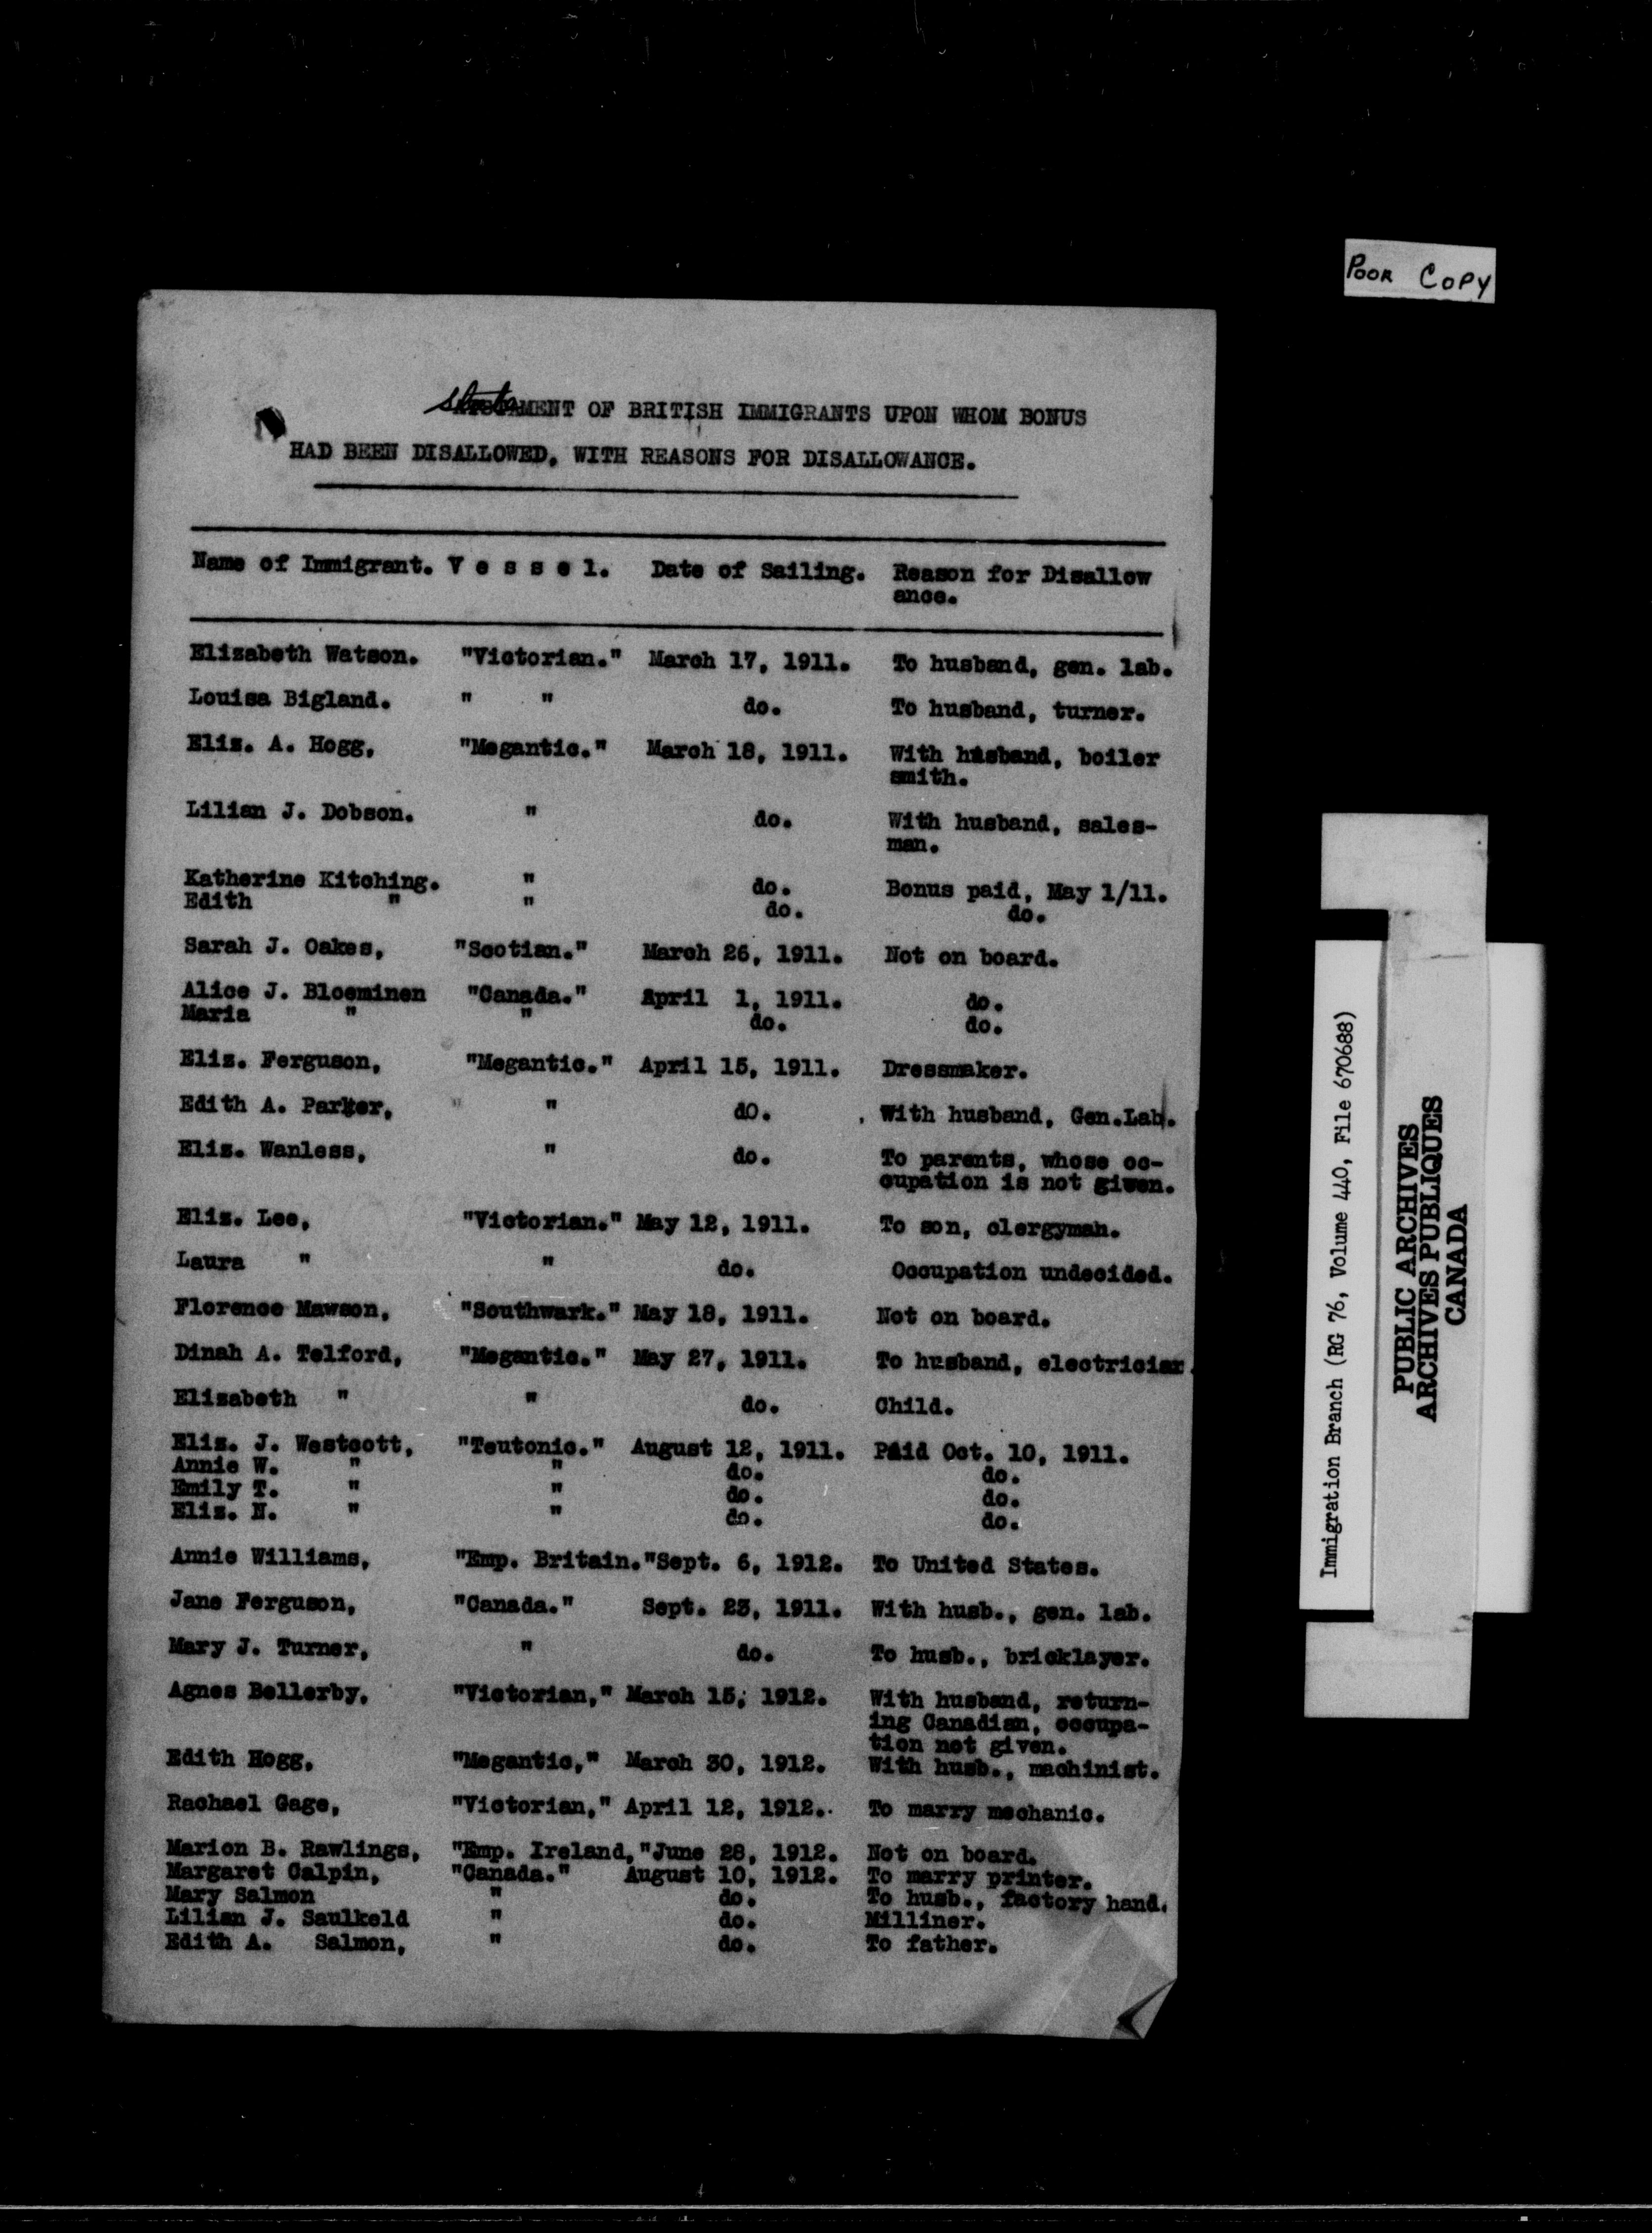 Poor Copy
StateMENT OF BRITISH IMMIGRANTS UPON WHOM BONUS
HAD BEEN DISALLOWED, WITH REASONS FOR DISALLOWANCE.
Name of Immigrant. V e s s e l. Date of Sailing. Reason for Disallow
ance.
Elizabeth Watson. "Victorian." March 17, 1911. To husband, gen. lab.
Louisa Bigland. " " do. To husband, turner.
Eliz. A. Hogg, "Megantic." March 18, 1911. With husband, boiler
smith.
Lilian J. Dobson. " do. With husband, sales-
man.
Katherine Kitching. " do. Bonus paid, May 1/11.
Edith " " do. do.
Sarah J. Oakes, "Scotian." March 26, 1911. Not on board.
Alice J. Bloeminen "Canada." April 1, 1911. do.
Maria " " do. do.
Eliz. Ferguson, "Megantic." April 15, 1911. Dressmaker.
Edith A. Parker, " do. With husband, Gen.Lab.
Eliz. Wanless, " do. To parents, whose oc-
cupation is not given.
Eliz. Lee, "Victorian." May 12, 1911. To son, clergyman.
Laura " " do. Occupation undecided.
Florence Mawson, "Southwark." May 18, 1911. Not on board.
Dinah A. Telford, "Megantic." May 27, 1911. To husband, electrician.
Elizabeth " " do. Child.
Eliz. J. Westcott, "Teutonic." August 12, 1911. Paid Oct. 10, 1911.
Annie W. " " do. do.
Emily T. " " do. do.
Eliz. N. " " do. do.
Annie Williams, "Emp. Britain." Sept. 6, 1912. To United States.
Jane Ferguson, "Canada." Sept. 23, 1911. With husb., gen. lab.
Mary J. Turner, " do. To husb., bricklayer.
Agnes Bellerby, "Victorian," March 15, 1912. With husband, return-
ing Canadian, occupa-
tion not given.
Edith Hogg, "Megantic," March 30, 1912. With husb., machinist.
Rachael Gage, "Victorian," April 12, 1912. To marry mechanic.
Marion B. Rawlings, "Emp. Ireland," June 28, 1912. Not on board.
Margaret Calpin, "Canada." August 10, 1912. To marry printer.
Mary Salmon " do. To husb., factory hand.
Lilian J. Saulkeld " do. Milliner.
Edith A. Salmon, " do. To father.
Immigration Branch (RG 76, Volume 440, File 670688)
PUBLIC ARCHIVES
ARCHIVES PUBLIQUES
CANADA